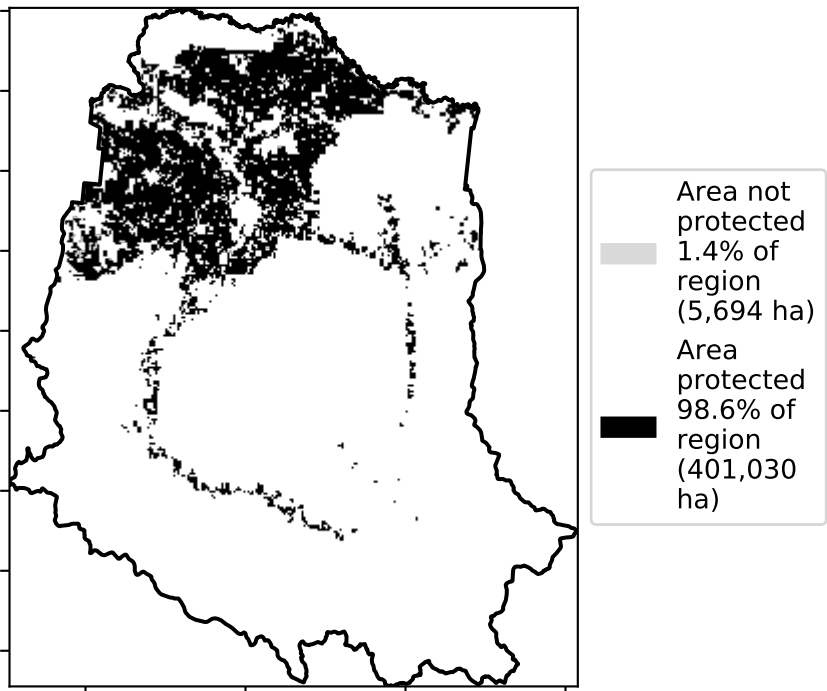 Area not
protected
1.4% of
region
(5,694 ha)
Area
protected
98.6% of
region
(401,030
ha)